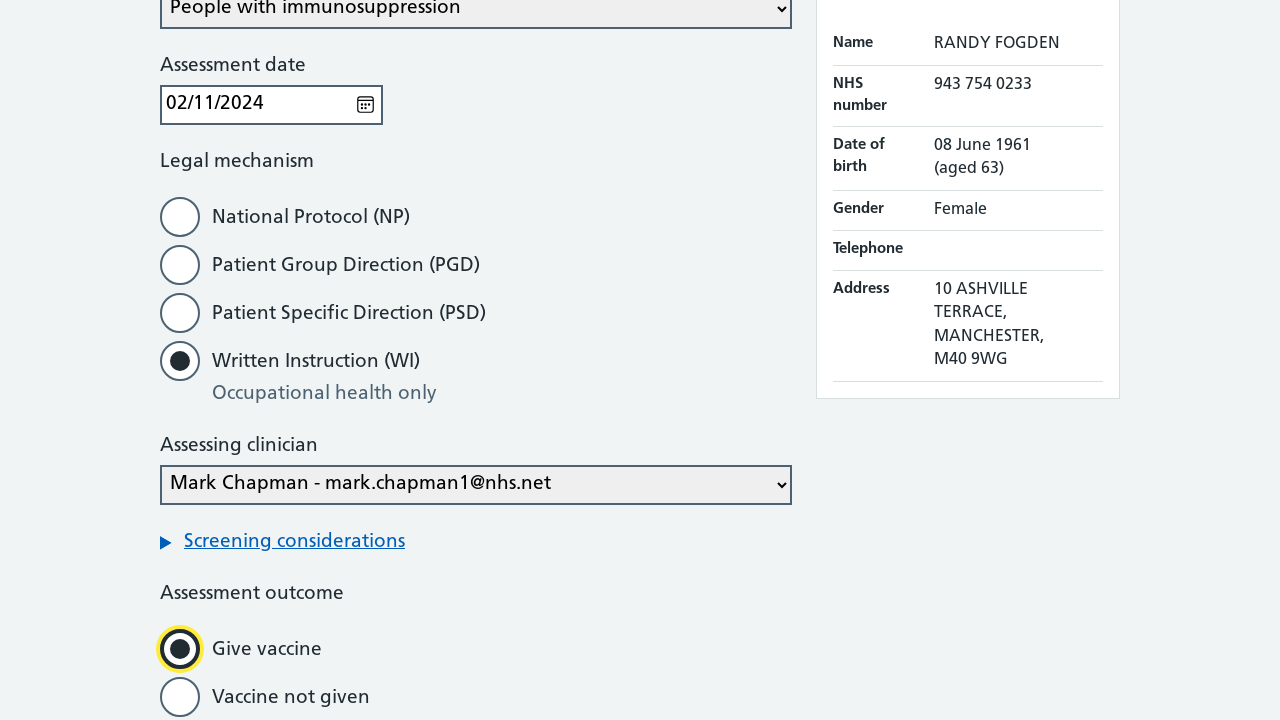 People with immunosuppression
Assessment date
02/11/2024
Legal mechanism
National Protocol (NP)
Patient Group Direction (PGD)
Patient Specific Direction (PSD)
Written Instruction (WI)
Occupational health only
Assessing clinician
Mark Chapman - mark.chapman1@nhs.net
Screening considerations
Assessment outcome
Give vaccine
Vaccine not given
Name RANDY FOGDEN
NHS number 943 754 0233
Date of birth 08 June 1961
(aged 63)
Gender Female
Telephone
Address 10 ASHVILLE
TERRACE,
MANCHESTER,
M40 9WG